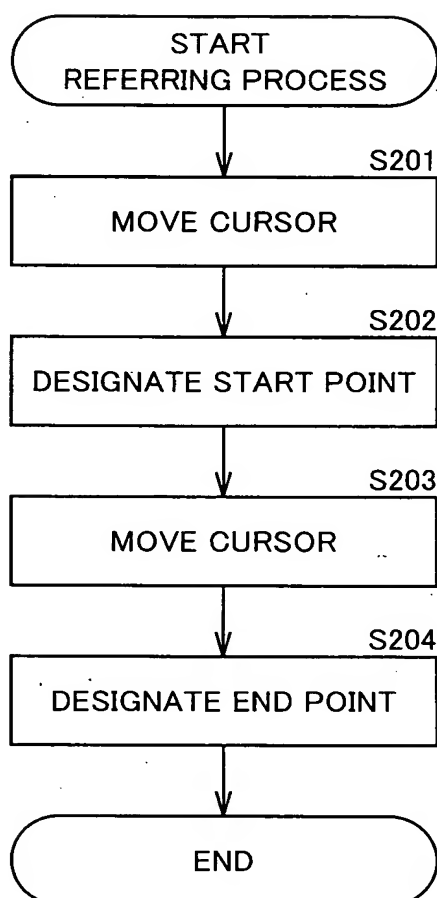 START
REFERRING PROCESS
S201
MOVE CURSOR
S202
DESIGNATE START POINT
S203
MOVE CURSOR
S204
DESIGNATE END POINT
END